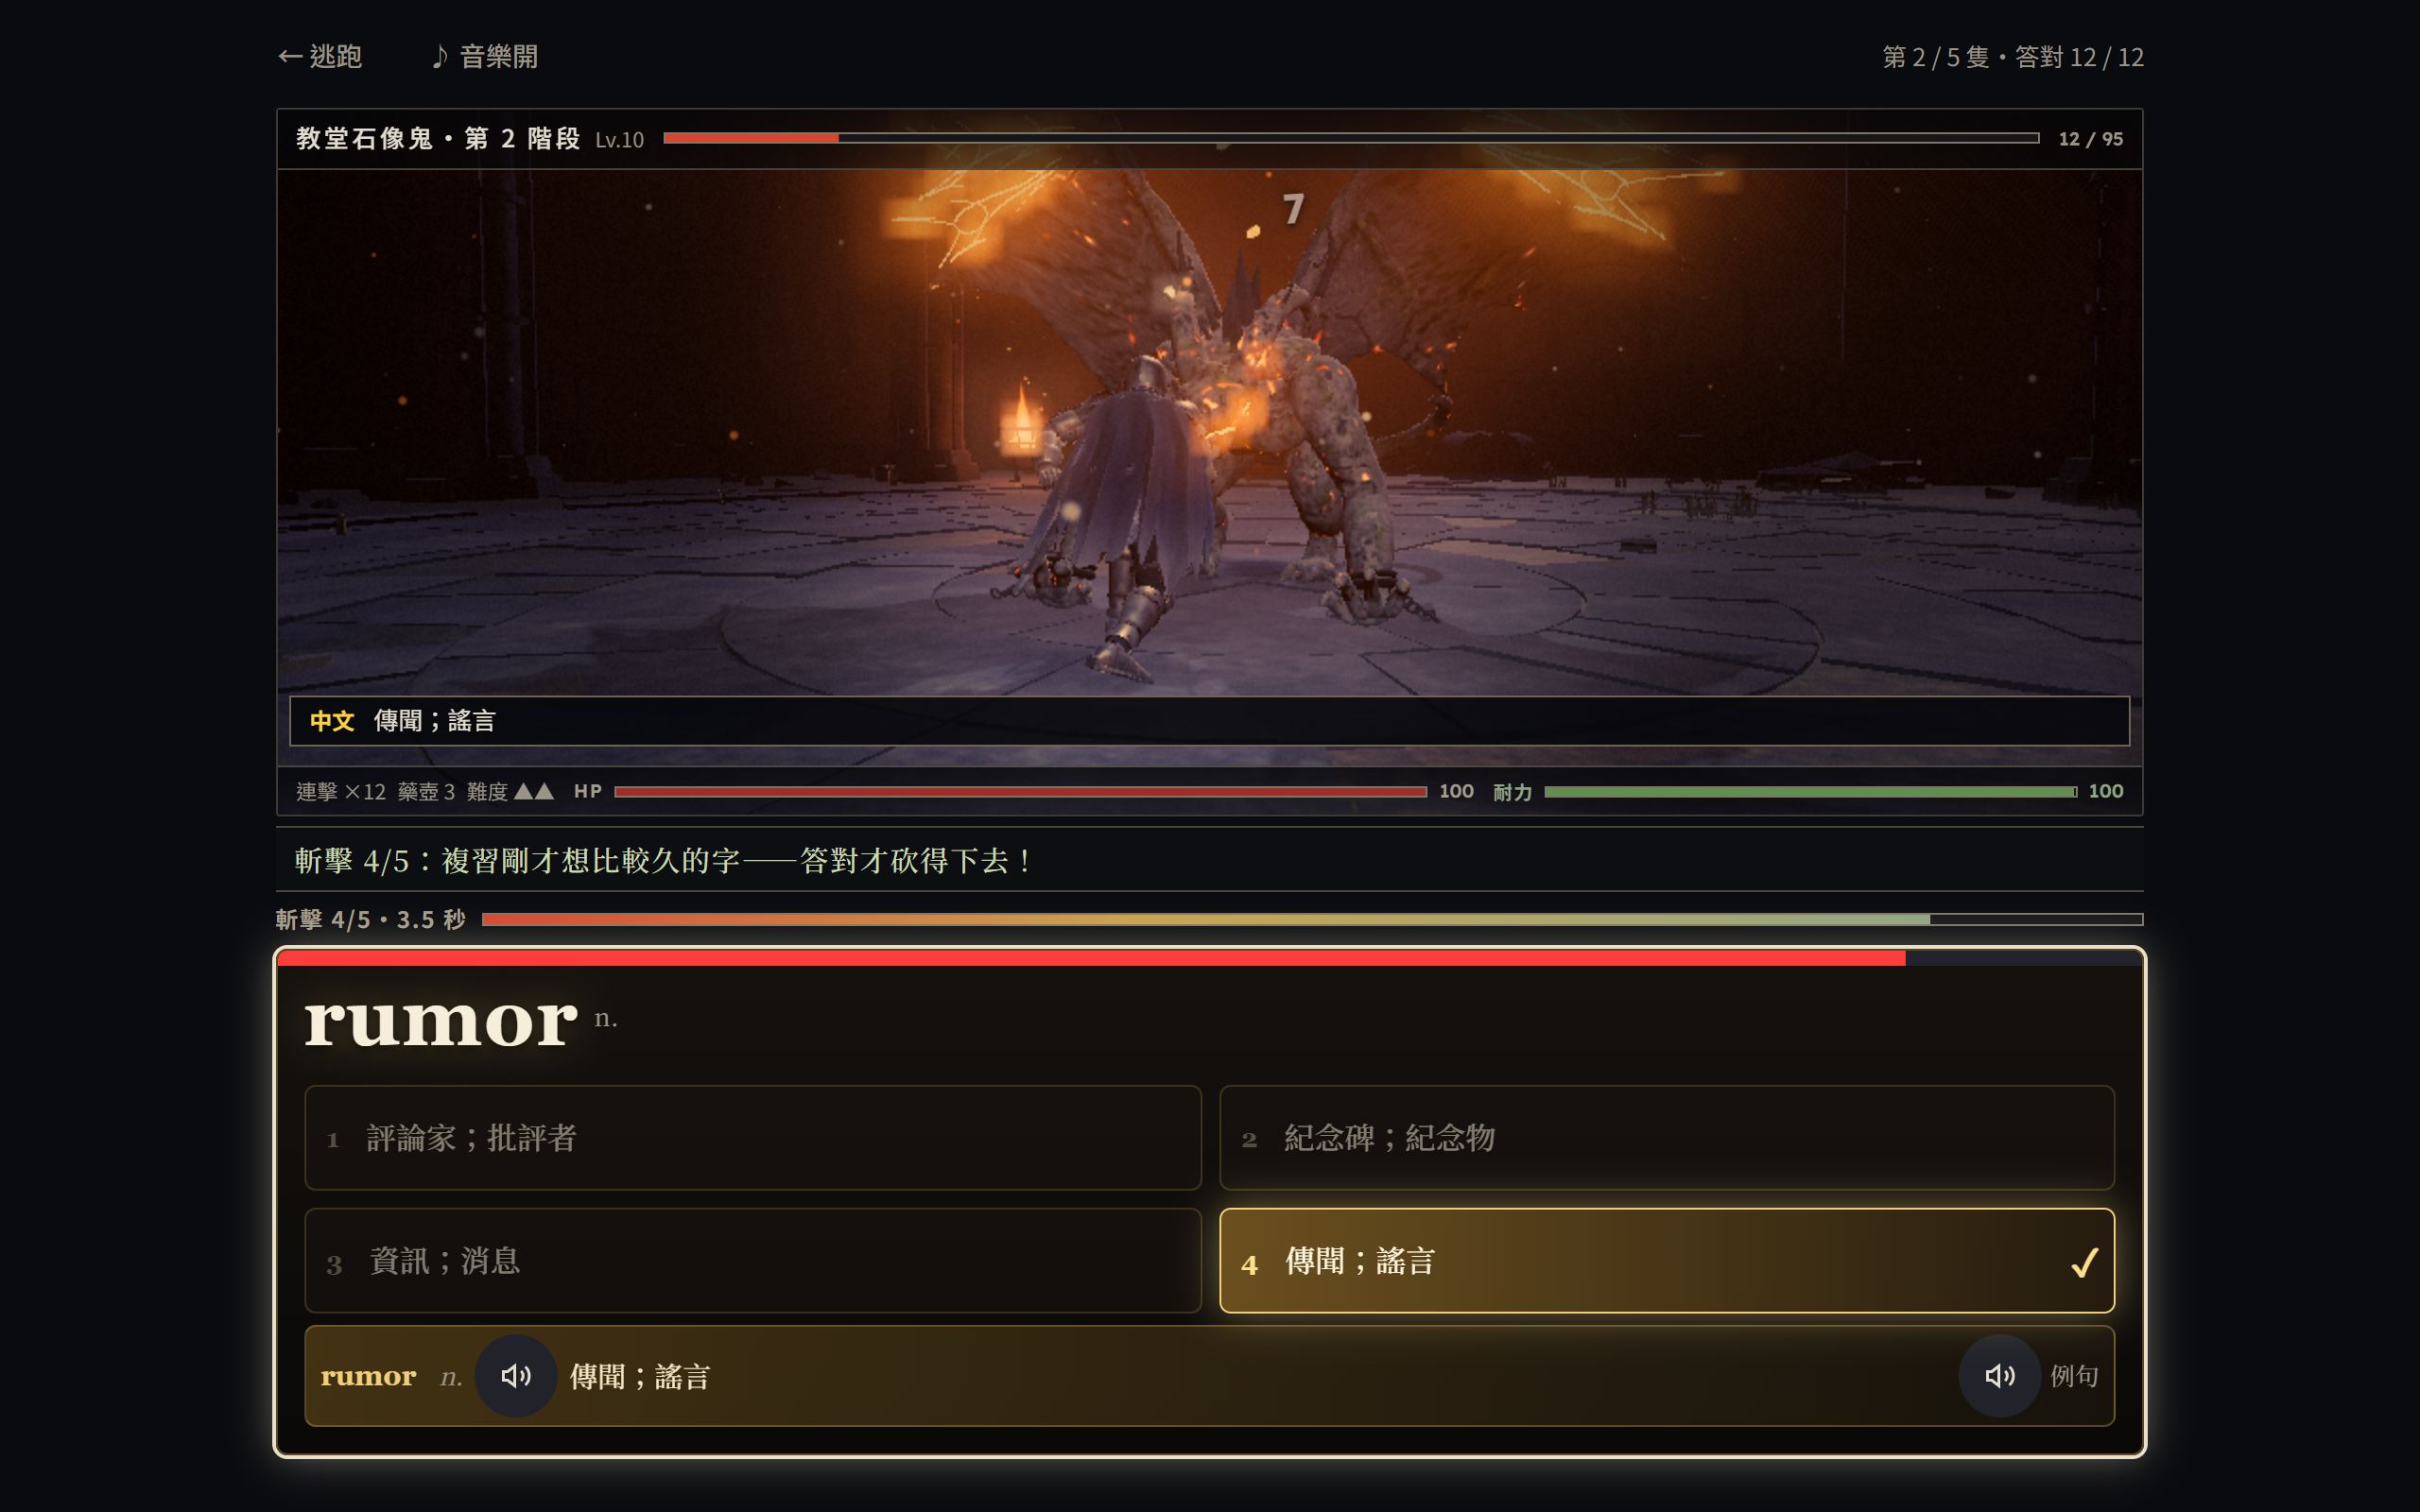 ← 逃跑 ♪ 音樂開 第 2 / 5 隻・答對 12 / 12
教堂石像鬼・第 2 階段 Lv.10 12 / 95
7
中文 傳聞；謠言
連擊 ×12 藥壺 3 難度 ▲▲ HP 100 耐力 100
斬擊 4/5：複習剛才想比較久的字——答對才砍得下去！
斬擊 4/5・3.5 秒
rumor n.
1 評論家；批評者
2 紀念碑；紀念物
3 資訊；消息
4 傳聞；謠言 ✓
rumor n. 傳聞；謠言 例句